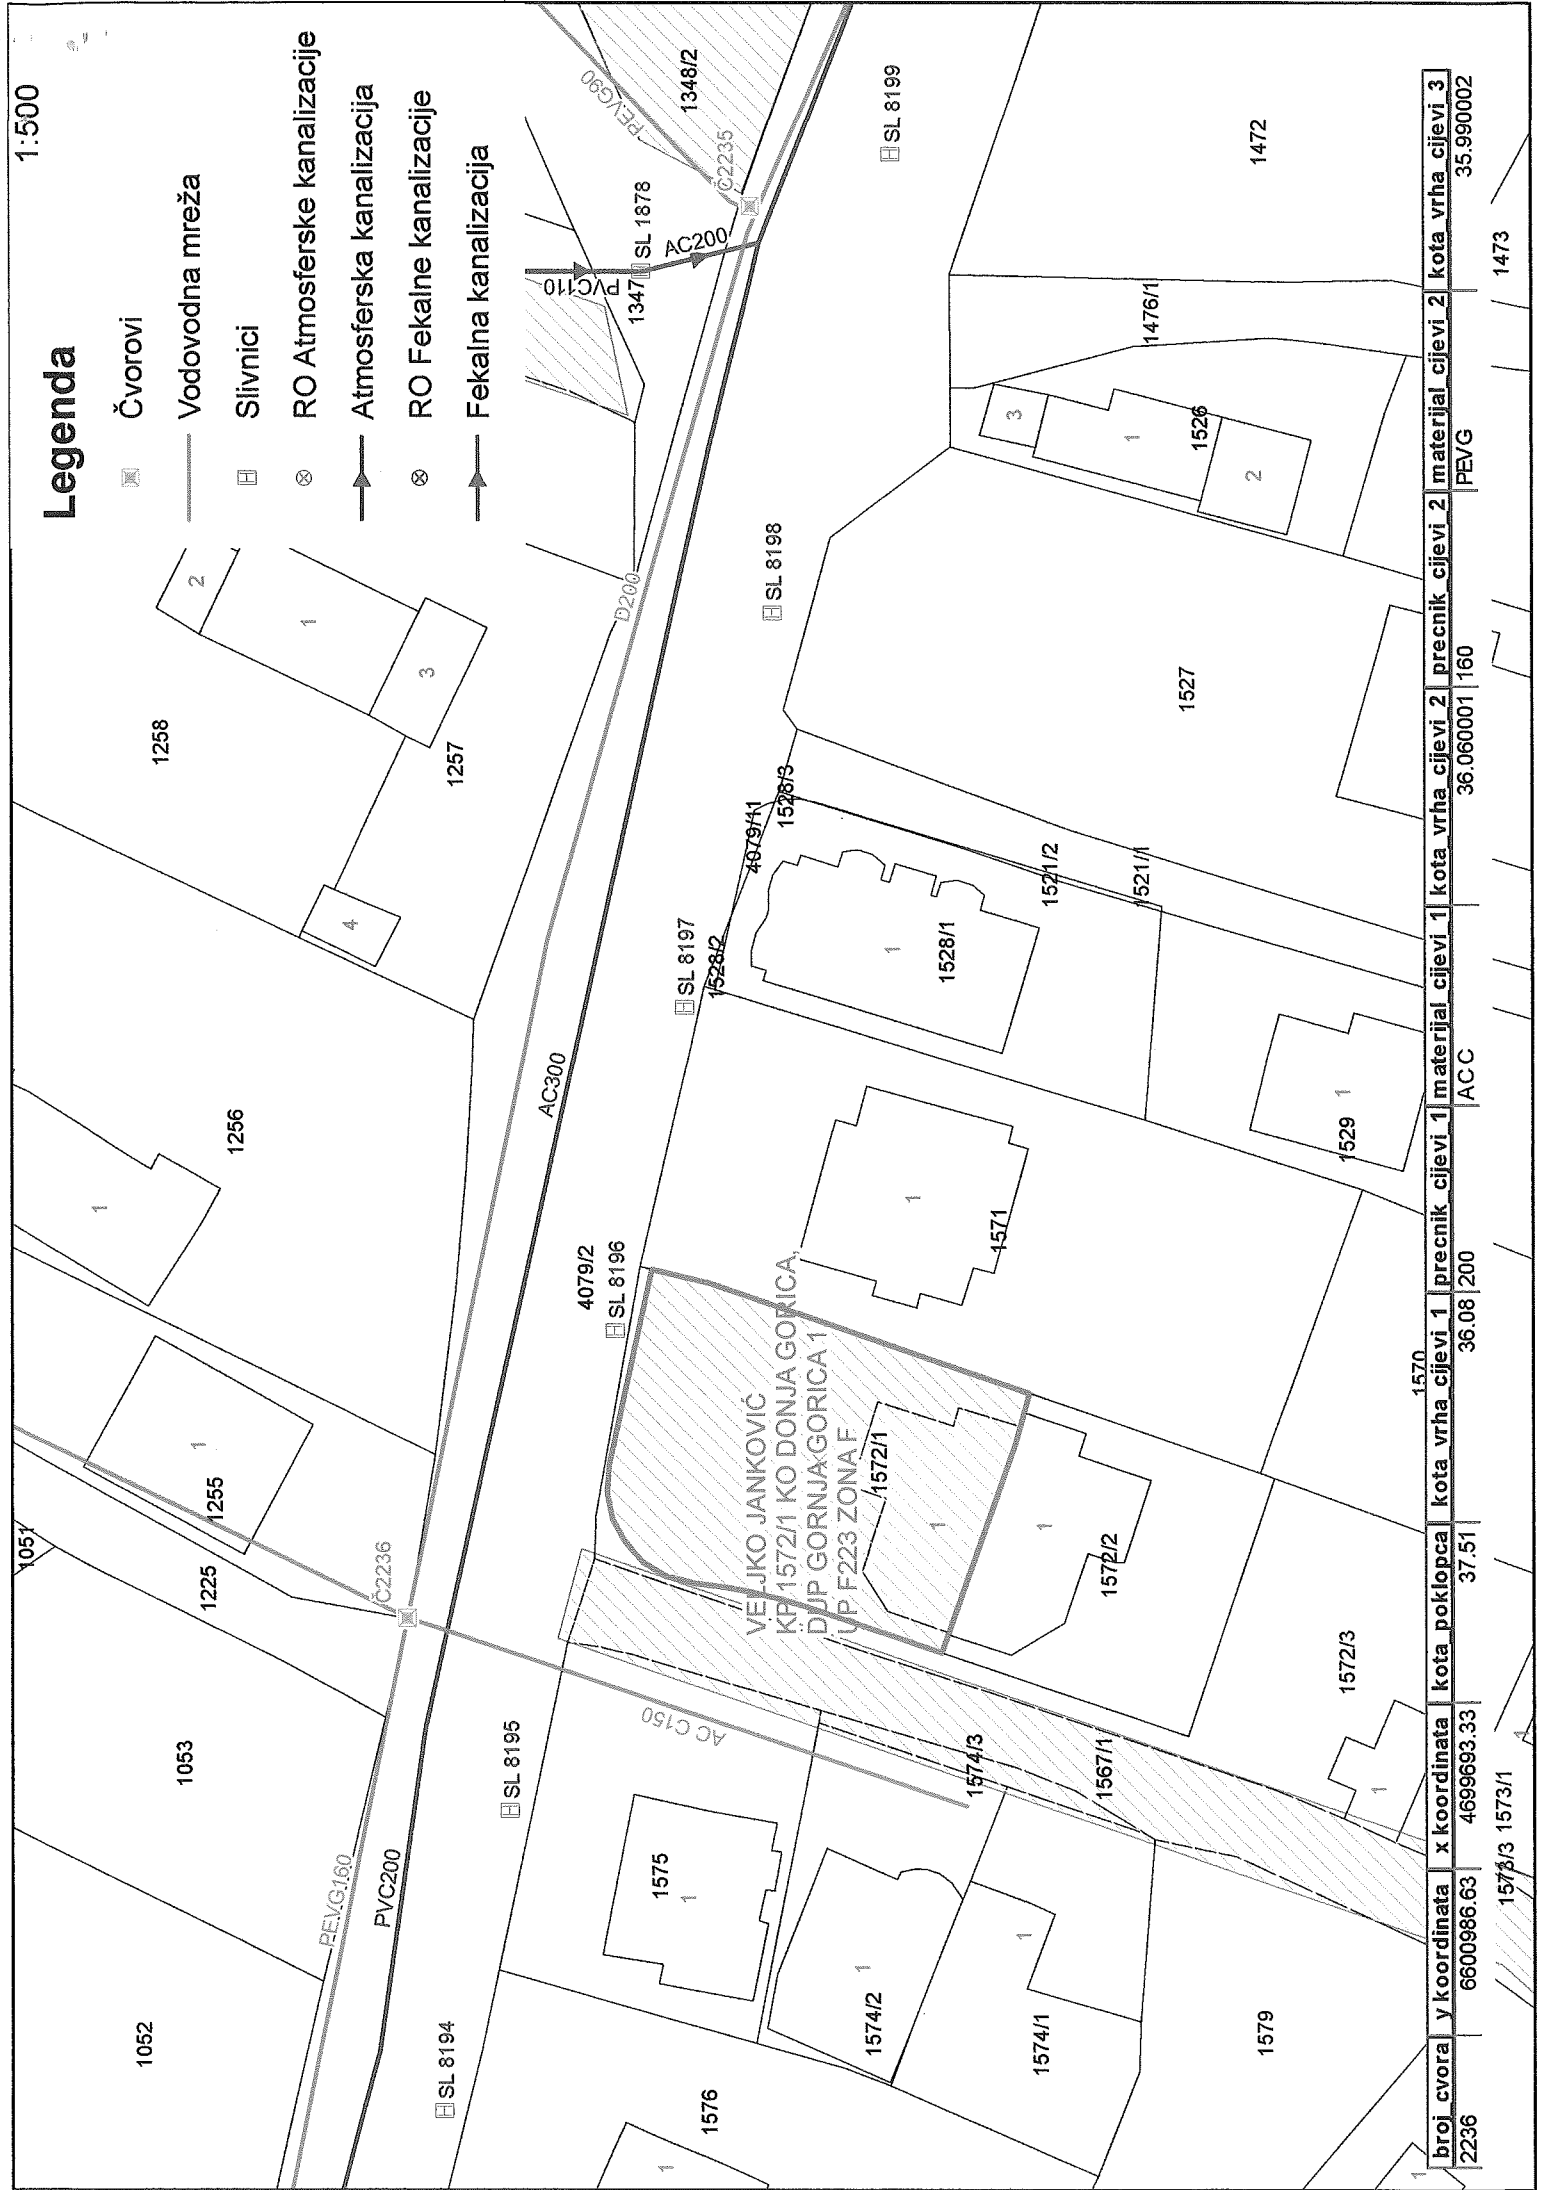 1:500
Legenda
Čvorovi
Vodovodna mreža
Slivnici
RO Atmosferske kanalizacije
Atmosferska kanalizacija
RO Fekalne kanalizacije
Fekalna kanalizacija
1051
1052
1053
1225
1255
1256
1257
1258
1347
1348/2
1
1
1
2
3
4
Č2236
Č2235
PEVG160
PVC200
AC300
D200
PEVG90
PVC110
AC200
AC C150
SL 1878
SL 8194
SL 8195
SL 8196
SL 8197
SL 8198
SL 8199
4079/2
4079/11
VELJKO JANKOVIĆ
KP 1572/1 KO DONJA GORICA,
DUP GORNJA GORICA 1
UP F223 ZONA F
1576
1
1575
1
1574/2
1
1574/1
1
1574/3
1567/1
1579
1
1572/1
1
1572/2
1
1572/3
1
1571
1
1570
1528/2
1528/3
1528/1
1
1529
1
1521/2
1521/1
1527
1526
1
2
3
1476/1
1472
1473
1573/3
1573/1
broj_cvora y koordinata x koordinata kota poklopca kota vrha cijevi 1 precnik cijevi 1 materijal cijevi 1 kota vrha cijevi 2 precnik cijevi 2 materijal cijevi 2 kota vrha cijevi 3
2236 6600986.63 4699693.33 37.51 36.08 200 ACC 36.060001 160 PEVG 35.990002